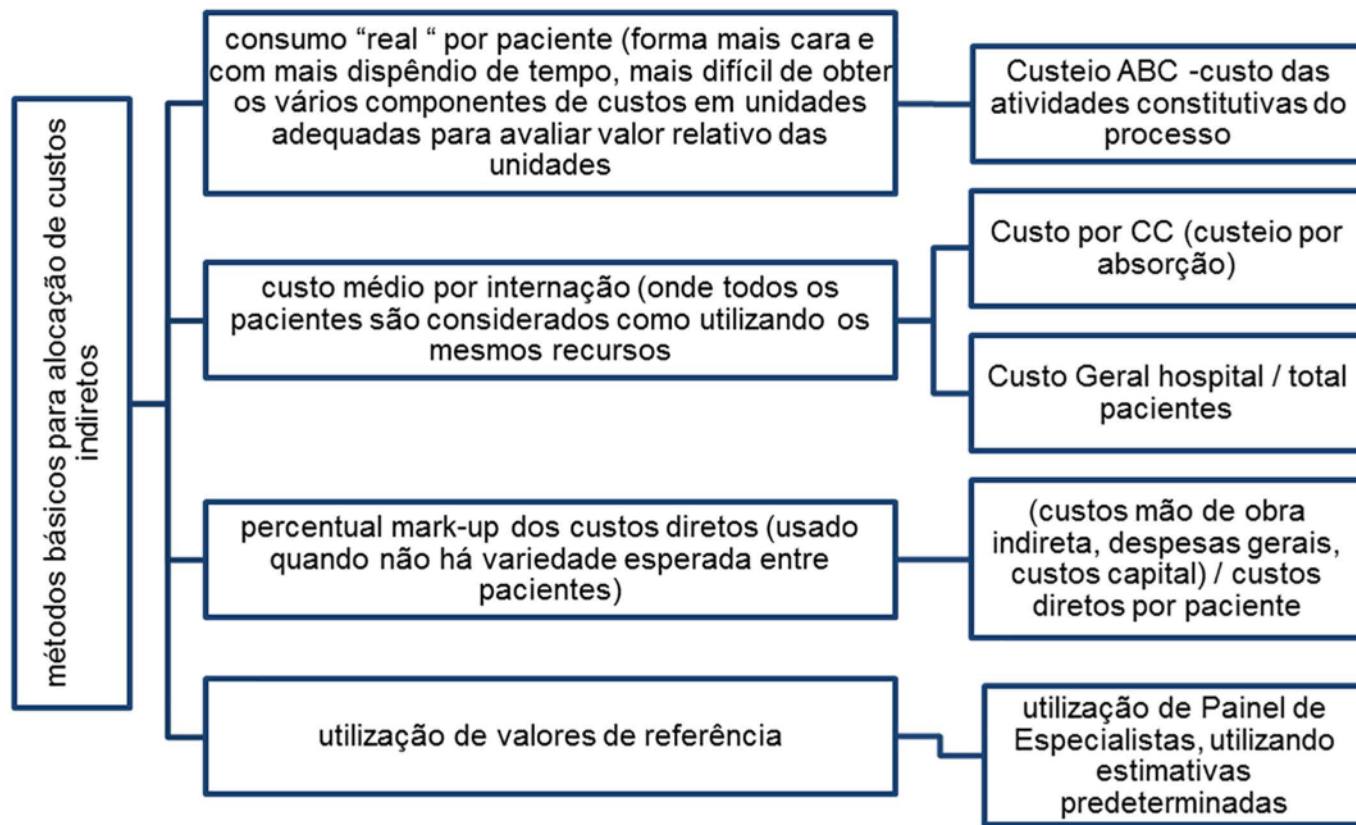 métodos básicos para alocação de custos
indiretos
consumo “real “ por paciente (forma mais cara e
com mais dispêndio de tempo, mais difícil de obter
os vários componentes de custos em unidades
adequadas para avaliar valor relativo das
unidades
Custeio ABC -custo das
atividades constitutivas do
processo
custo médio por internação (onde todos os
pacientes são considerados como utilizando os
mesmos recursos
Custo por CC (custeio por
absorção)
Custo Geral hospital / total
pacientes
percentual mark-up dos custos diretos (usado
quando não há variedade esperada entre
pacientes)
(custos mão de obra
indireta, despesas gerais,
custos capital) / custos
diretos por paciente
utilização de valores de referência
utilização de Painel de
Especialistas, utilizando
estimativas
predeterminadas